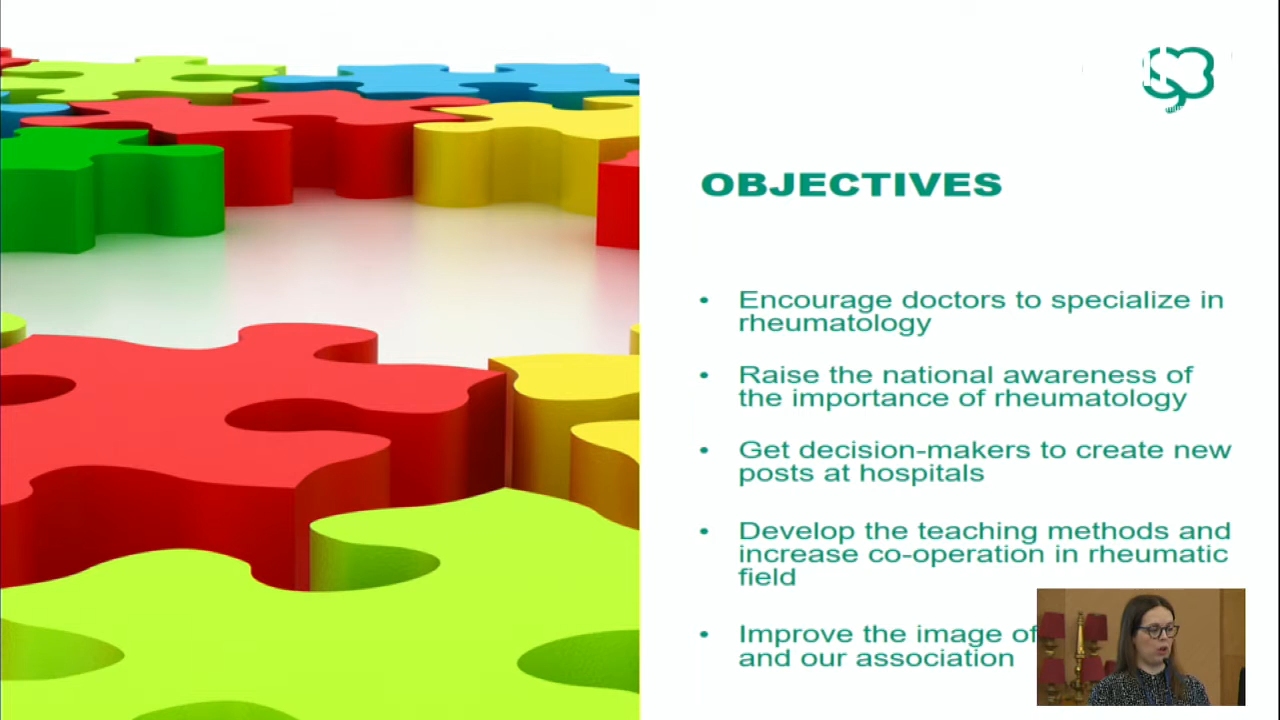 OBJECTIVES
• Encourage doctors to specialize in
rheumatology
• Raise the national awareness of
the importance of rheumatology
• Get decision-makers to create new
posts at hospitals
• Develop the teaching methods and
increase co-operation in rheumatic
field
• Improve the image of
and our association